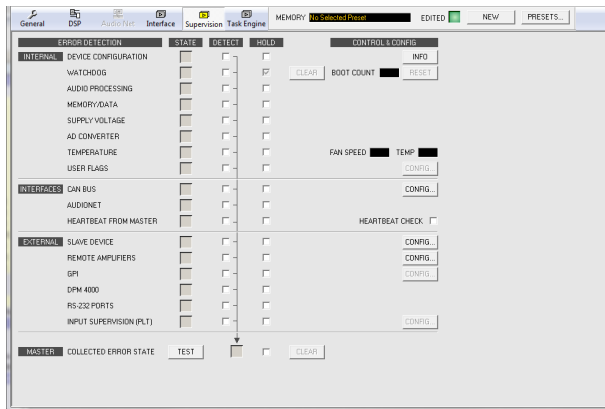 General DSP Audio Net Interface Supervision Task Engine MEMORY No Selected Preset EDITED NEW PRESETS...
ERROR DETECTION STATE DETECT HOLD CONTROL & CONFIG
INTERNAL DEVICE CONFIGURATION INFO
WATCHDOG CLEAR BOOT COUNT RESET
AUDIO PROCESSING
MEMORY/DATA
SUPPLY VOLTAGE
AD CONVERTER
TEMPERATURE FAN SPEED TEMP
USER FLAGS CONFIG...
INTERFACES CAN BUS CONFIG...
AUDIONET
HEARTBEAT FROM MASTER HEARTBEAT CHECK
EXTERNAL SLAVE DEVICE CONFIG...
REMOTE AMPLIFIERS CONFIG...
GPI CONFIG...
DPM 4000
RS-232 PORTS
INPUT SUPERVISION (PLT) CONFIG...
MASTER COLLECTED ERROR STATE TEST CLEAR